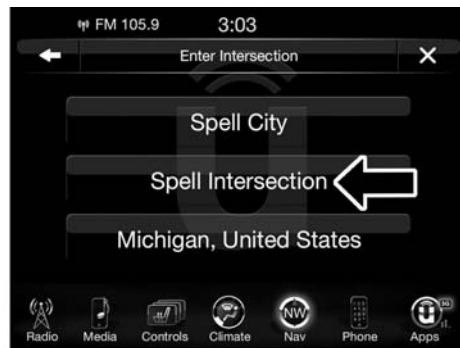 FM 105.9 3:03
Enter Intersection
Spell City
Spell Intersection
Michigan, United States
NW
3G
Radio Media Controls Climate Nav Phone Apps